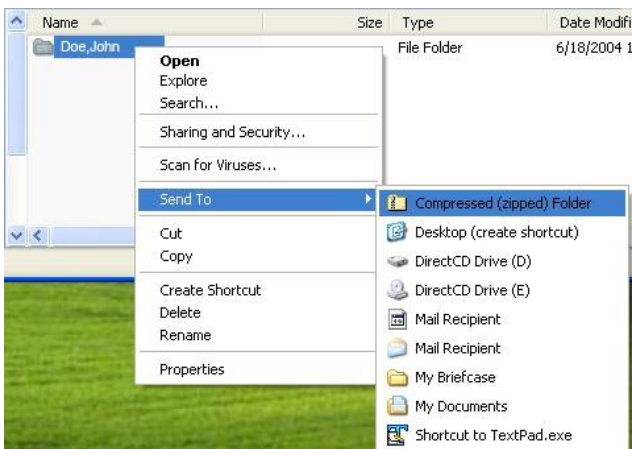 Name Size Type Date Modifi
Doe,John File Folder 6/18/2004 1
Open
Explore
Search...
Sharing and Security...
Scan for Viruses...
Send To
Cut
Copy
Create Shortcut
Delete
Rename
Properties
Compressed (zipped) Folder
Desktop (create shortcut)
DirectCD Drive (D)
DirectCD Drive (E)
Mail Recipient
Mail Recipient
My Briefcase
My Documents
Shortcut to TextPad.exe